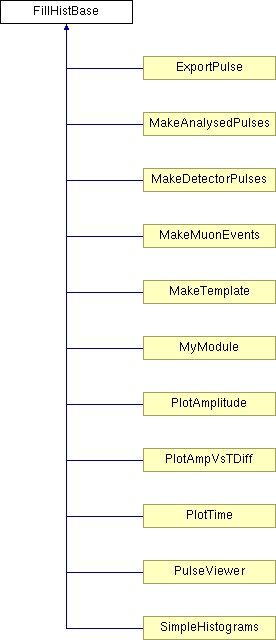 FillHistBase
ExportPulse
MakeAnalysedPulses
MakeDetectorPulses
MakeMuonEvents
MakeTemplate
MyModule
PlotAmplitude
PlotAmpVsTDiff
PlotTime
PulseViewer
SimpleHistograms